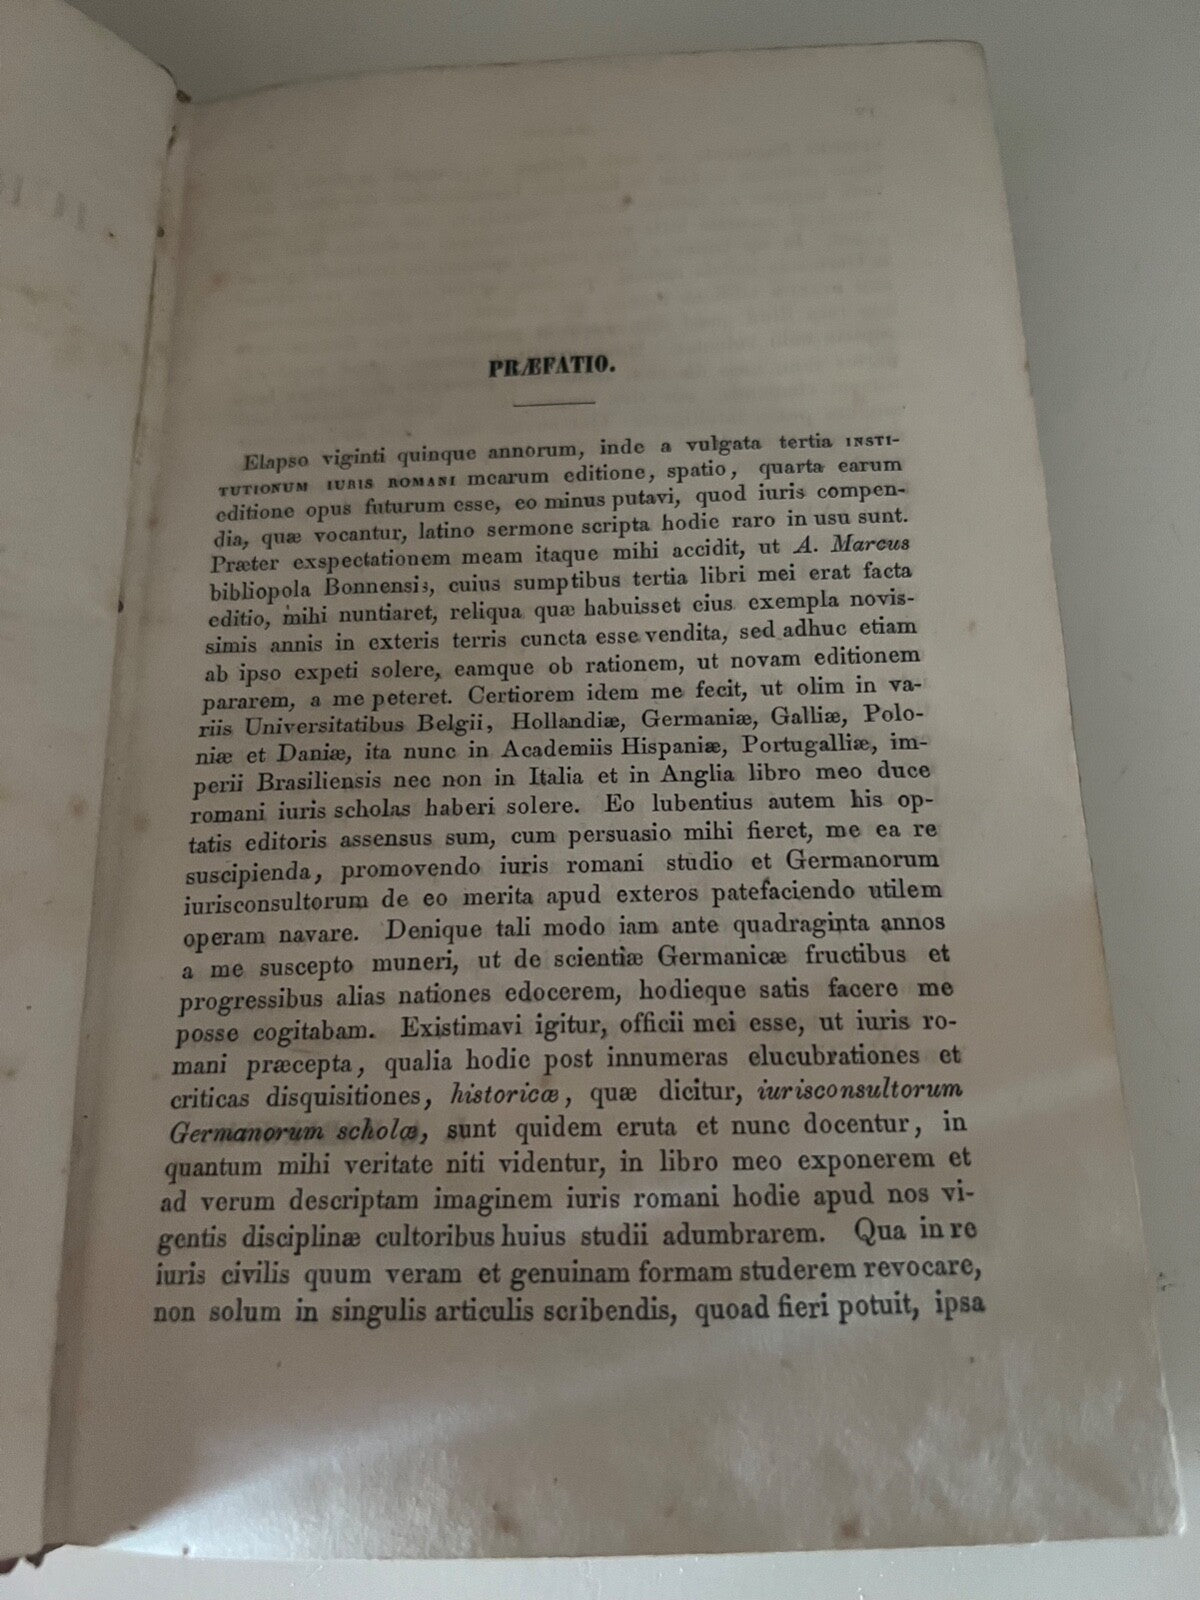 PRÆFATIO.
Elapso viginti quinque annorum, inde a vulgata tertia INSTI-
TUTIONUM IURIS ROMANI mearum editione, spatio, quarta earum
editione opus futurum esse, eo minus putavi, quod iuris compen-
dia, quæ vocantur, latino sermone scripta hodie raro in usu sunt.
Præter exspectationem meam itaque mihi accidit, ut A. Marcus
bibliopola Bonnensis, cuius sumptibus tertia libri mei erat facta
editio, mihi nuntiaret, reliqua quæ habuisset eius exempla novis-
simis annis in exteris terris cuncta esse vendita, sed adhuc etiam
ab ipso expeti solere, eamque ob rationem, ut novam editionem
pararem, a me peteret. Certiorem idem me fecit, ut olim in va-
riis Universitatibus Belgii, Hollandiæ, Germaniæ, Galliæ, Polo-
niæ et Daniæ, ita nunc in Academiis Hispaniæ, Portugalliæ, im-
perii Brasiliensis nec non in Italia et in Anglia libro meo duce
romani iuris scholas haberi solere. Eo lubentius autem his op-
tatis editoris assensus sum, cum persuasio mihi fieret, me ea re
suscipienda, promovendo iuris romani studio et Germanorum
iurisconsultorum de eo merita apud exteros patefaciendo utilem
operam navare. Denique tali modo iam ante quadraginta annos
a me suscepto muneri, ut de scientiæ Germanicæ fructibus et
progressibus alias nationes edocerem, hodieque satis facere me
posse cogitabam. Existimavi igitur, officii mei esse, ut iuris ro-
mani præcepta, qualia hodie post innumeras elucubrationes et
criticas disquisitiones, historicæ, quæ dicitur, iurisconsultorum
Germanorum scholæ, sunt quidem eruta et nunc docentur, in
quantum mihi veritate niti videntur, in libro meo exponerem et
ad verum descriptam imaginem iuris romani hodie apud nos vi-
gentis disciplinæ cultoribus huius studii adumbrarem. Qua in re
iuris civilis quum veram et genuinam formam studerem revocare,
non solum in singulis articulis scribendis, quoad fieri potuit, ipsa